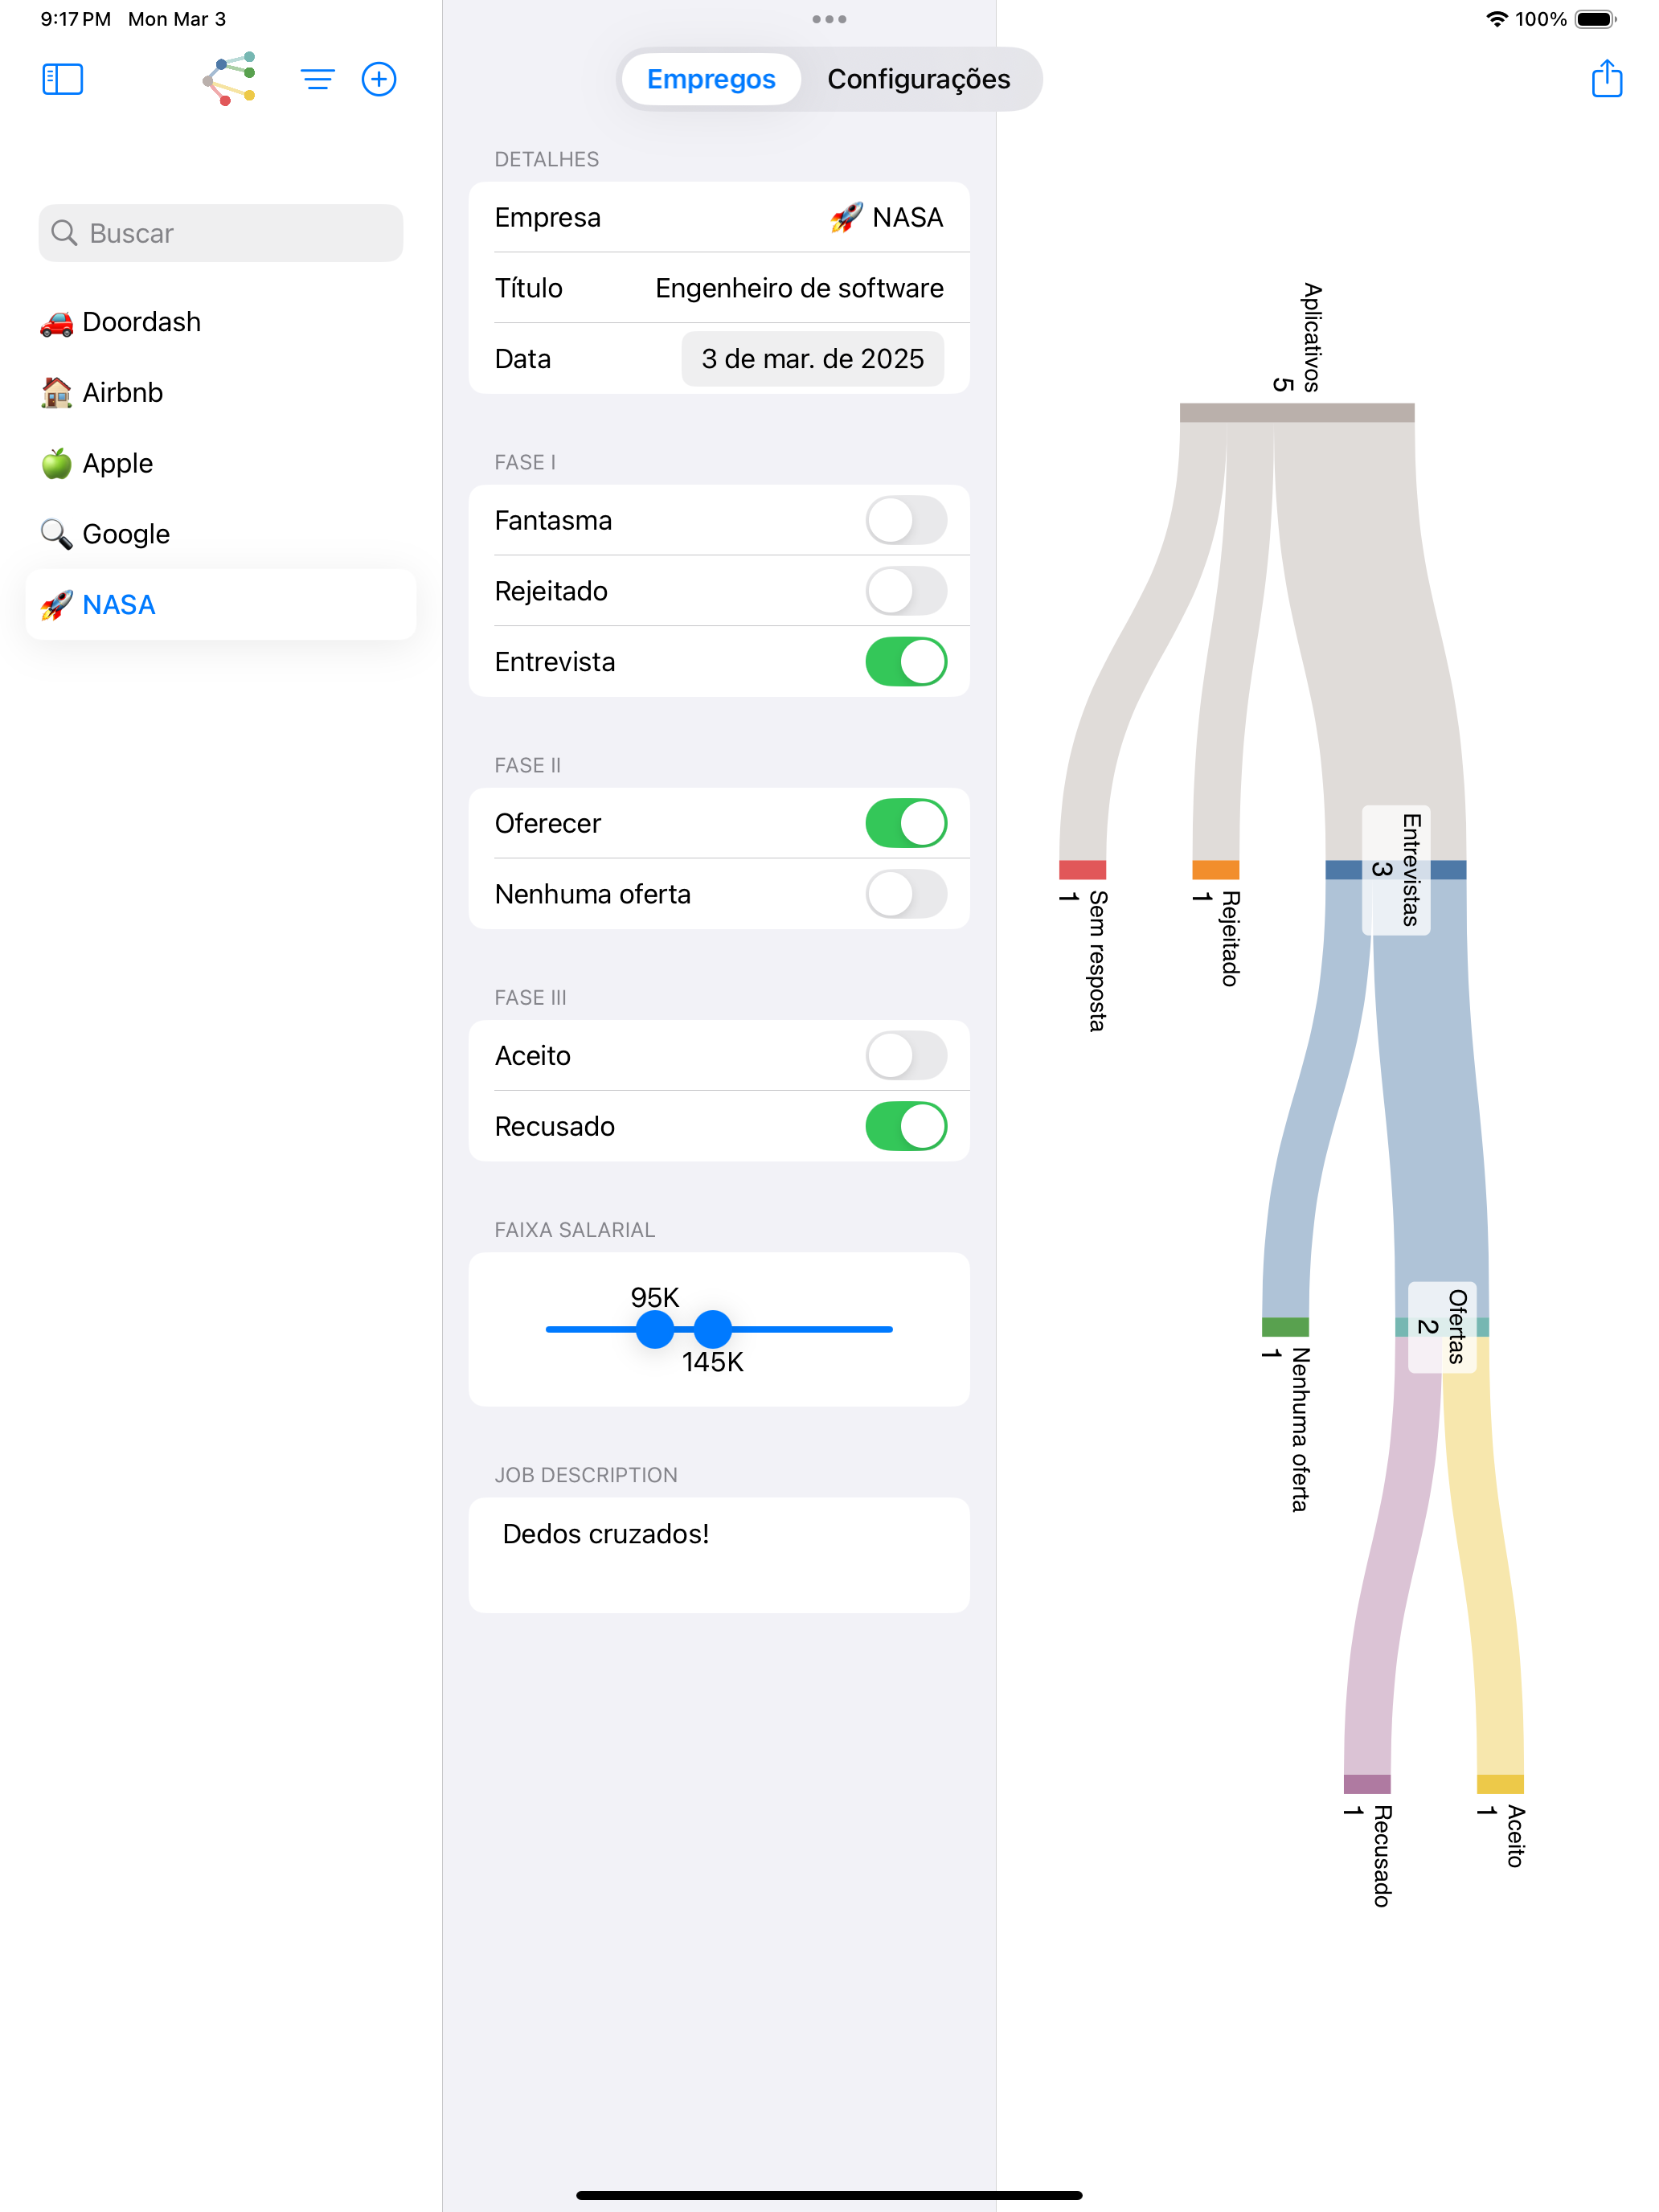 9:17 PM Mon Mar 3
100%
Empregos
Configurações
Buscar
Doordash
Airbnb
Apple
Google
NASA
DETALHES
Empresa 🚀 NASA
Título Engenheiro de software
Data 3 de mar. de 2025
FASE I
Fantasma
Rejeitado
Entrevista
FASE II
Oferecer
Nenhuma oferta
FASE III
Aceito
Recusado
FAIXA SALARIAL
95K
145K
JOB DESCRIPTION
Dedos cruzados!
Aplicativos
5
Sem resposta
1
Rejeitado
1
Entrevistas
3
Nenhuma oferta
1
Ofertas
2
Recusado
1
Aceito
1